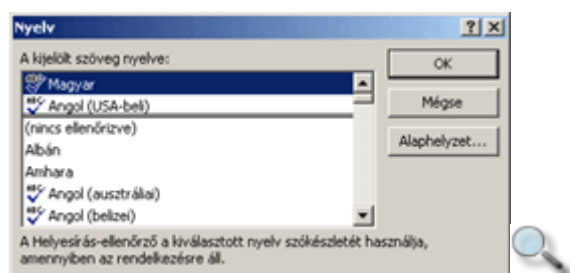 Nyelv
A kijelölt szöveg nyelve:
Magyar
Angol (USA-beli)
(nincs ellenőrizve)
Albán
Amhara
Angol (ausztráliai)
Angol (belizei)
OK
Mégse
Alaphelyzet...
A Helyesírás-ellenőrző a kiválasztott nyelv szókészletét használja,
amennyiben az rendelkezésre áll.